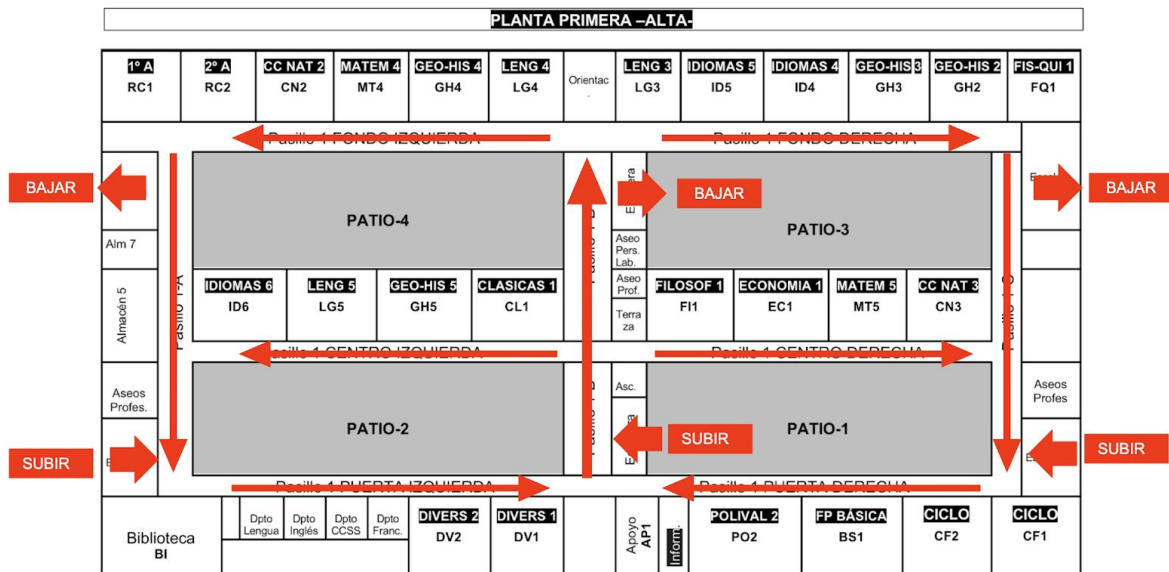 PLANTA PRIMERA –ALTA-
1º A
RC1
2º A
RC2
CC NAT 2
CN2
MATEM 4
MT4
GEO-HIS 4
GH4
LENG 4
LG4
Orientac
.
LENG 3
LG3
IDIOMAS 5
ID5
IDIOMAS 4
ID4
GEO-HIS 3
GH3
GEO-HIS 2
GH2
FIS-QUI 1
FQ1
Pasillo 1 FONDO IZQUIERDA
Pasillo 1 FONDO DERECHA
BAJAR
BAJAR
BAJAR
PATIO-4
PATIO-3
Alm 7
Aseo
Pers.
Lab.
Almacén 5
Pasillo 1-A
IDIOMAS 6
ID6
LENG 5
LG5
GEO-HIS 5
GH5
CLASICAS 1
CL1
Aseo
Prof.
Terra
za
FILOSOF 1
FI1
ECONOMIA 1
EC1
MATEM 5
MT5
CC NAT 3
CN3
Pasillo 1 CENTRO IZQUIERDA
Pasillo 1 CENTRO DERECHA
Aseos
Profes.
Asc.
Aseos
Profes
PATIO-2
PATIO-1
SUBIR
SUBIR
SUBIR
Pasillo 1 PUERTA IZQUIERDA
Pasillo 1 PUERTA DERECHA
Biblioteca
BI
Dpto
Lengua
Dpto
Inglés
Dpto
CCSS
Dpto
Franc.
DIVERS 2
DV2
DIVERS 1
DV1
Apoyo
AP1
Inform.
POLIVAL 2
PO2
FP BÁSICA
BS1
CICLO
CF2
CICLO
CF1